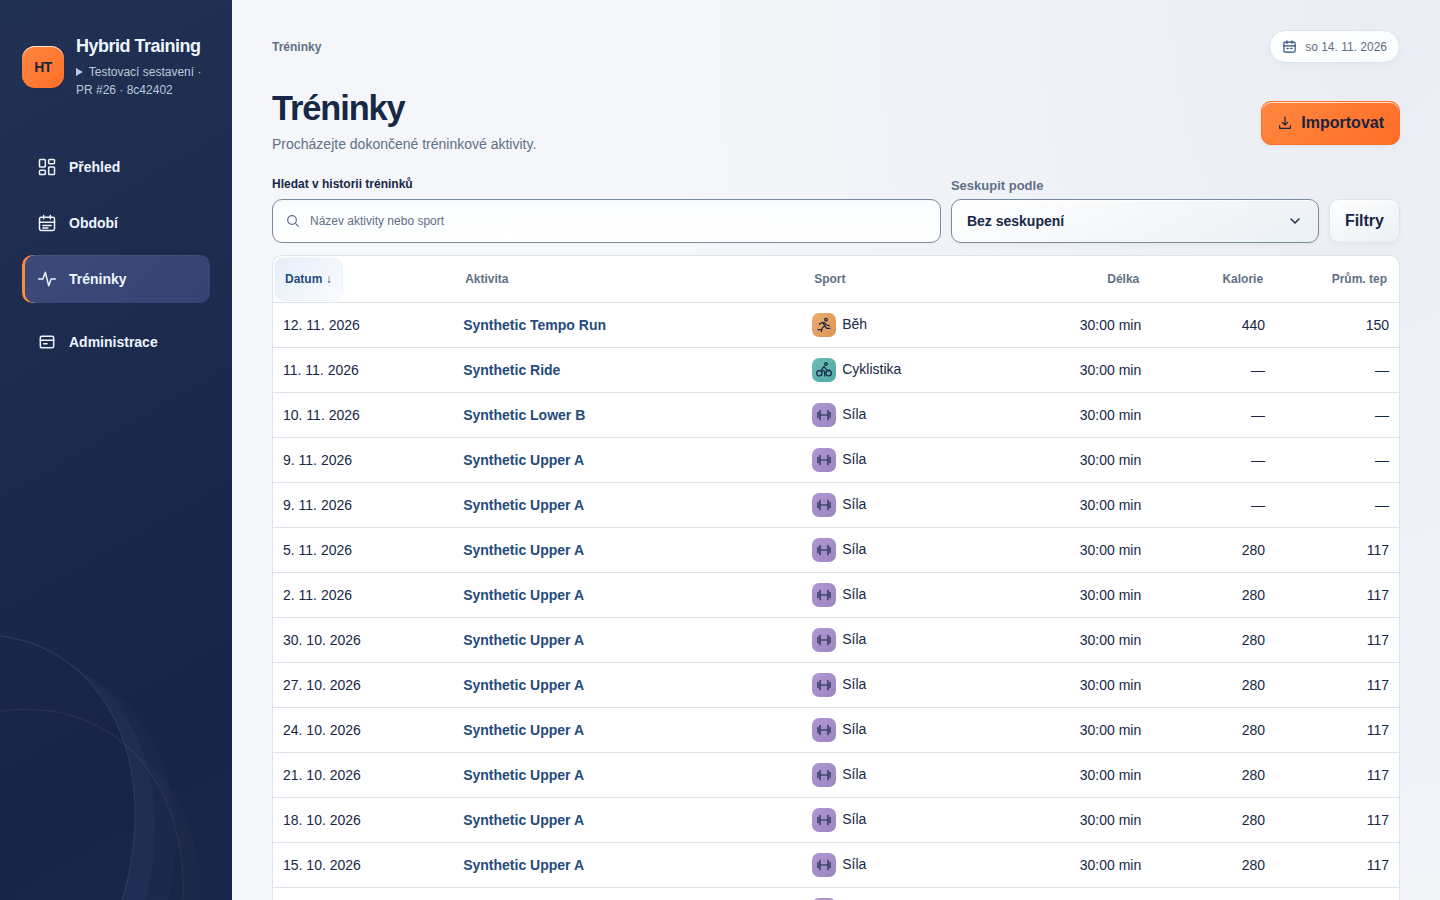 HT
Hybrid Training
Testovací sestavení ·
PR #26 · 8c42402
Přehled
Období
Tréninky
Administrace
Tréninky
so 14. 11. 2026
Tréninky
Procházejte dokončené tréninkové aktivity.
Importovat
Hledat v historii tréninků
Název aktivity nebo sport
Seskupit podle
Bez seskupení
Filtry
Datum ↓ Aktivita Sport Délka Kalorie Prům. tep
12. 11. 2026 Synthetic Tempo Run Běh 30:00 min 440 150
11. 11. 2026 Synthetic Ride Cyklistika 30:00 min — —
10. 11. 2026 Synthetic Lower B Síla 30:00 min — —
9. 11. 2026 Synthetic Upper A Síla 30:00 min — —
9. 11. 2026 Synthetic Upper A Síla 30:00 min — —
5. 11. 2026 Synthetic Upper A Síla 30:00 min 280 117
2. 11. 2026 Synthetic Upper A Síla 30:00 min 280 117
30. 10. 2026 Synthetic Upper A Síla 30:00 min 280 117
27. 10. 2026 Synthetic Upper A Síla 30:00 min 280 117
24. 10. 2026 Synthetic Upper A Síla 30:00 min 280 117
21. 10. 2026 Synthetic Upper A Síla 30:00 min 280 117
18. 10. 2026 Synthetic Upper A Síla 30:00 min 280 117
15. 10. 2026 Synthetic Upper A Síla 30:00 min 280 117